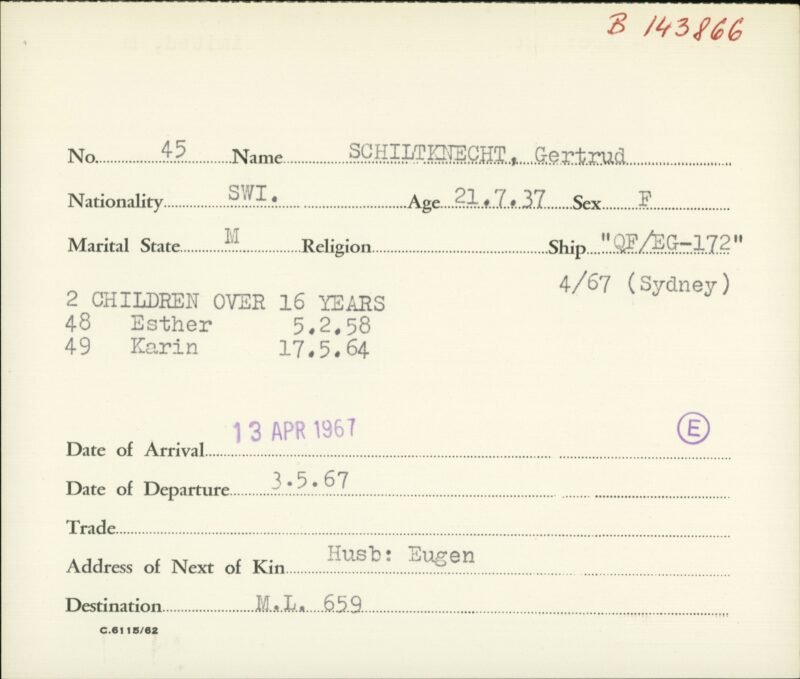 B 143866
No. 45 Name SCHILTKNECHT, Gertrud
Nationality SWI. Age 21.7.37 Sex F
Marital State M Religion Ship "QF/EG-172"
4/67 (Sydney)
2 CHILDREN OVER 16 YEARS
48 Esther 5.2.58
49 Karin 17.5.64
Date of Arrival 13 APR 1967 E
Date of Departure 3.5.67
Trade
Address of Next of Kin Husb: Eugen
Destination M.L. 659
C.6115/62